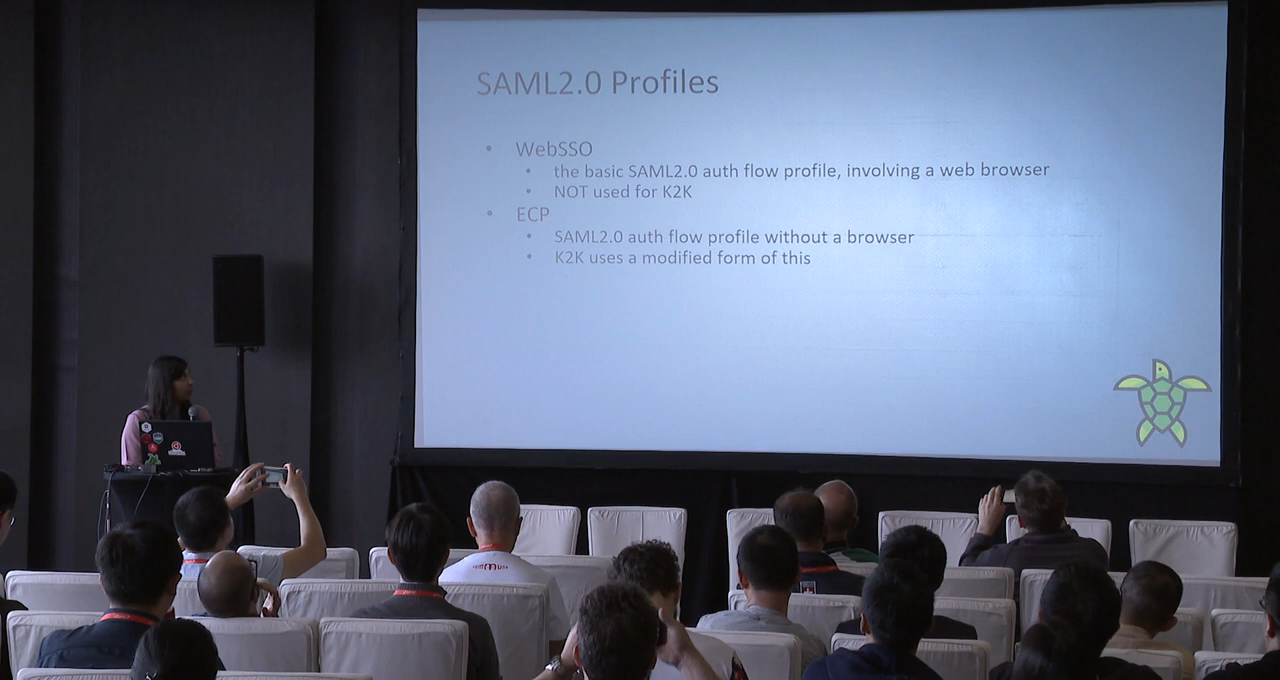 SAML2.0 Profiles
• WebSSO
• the basic SAML2.0 auth flow profile, involving a web browser
• NOT used for K2K
• ECP
• SAML2.0 auth flow profile without a browser
• K2K uses a modified form of this